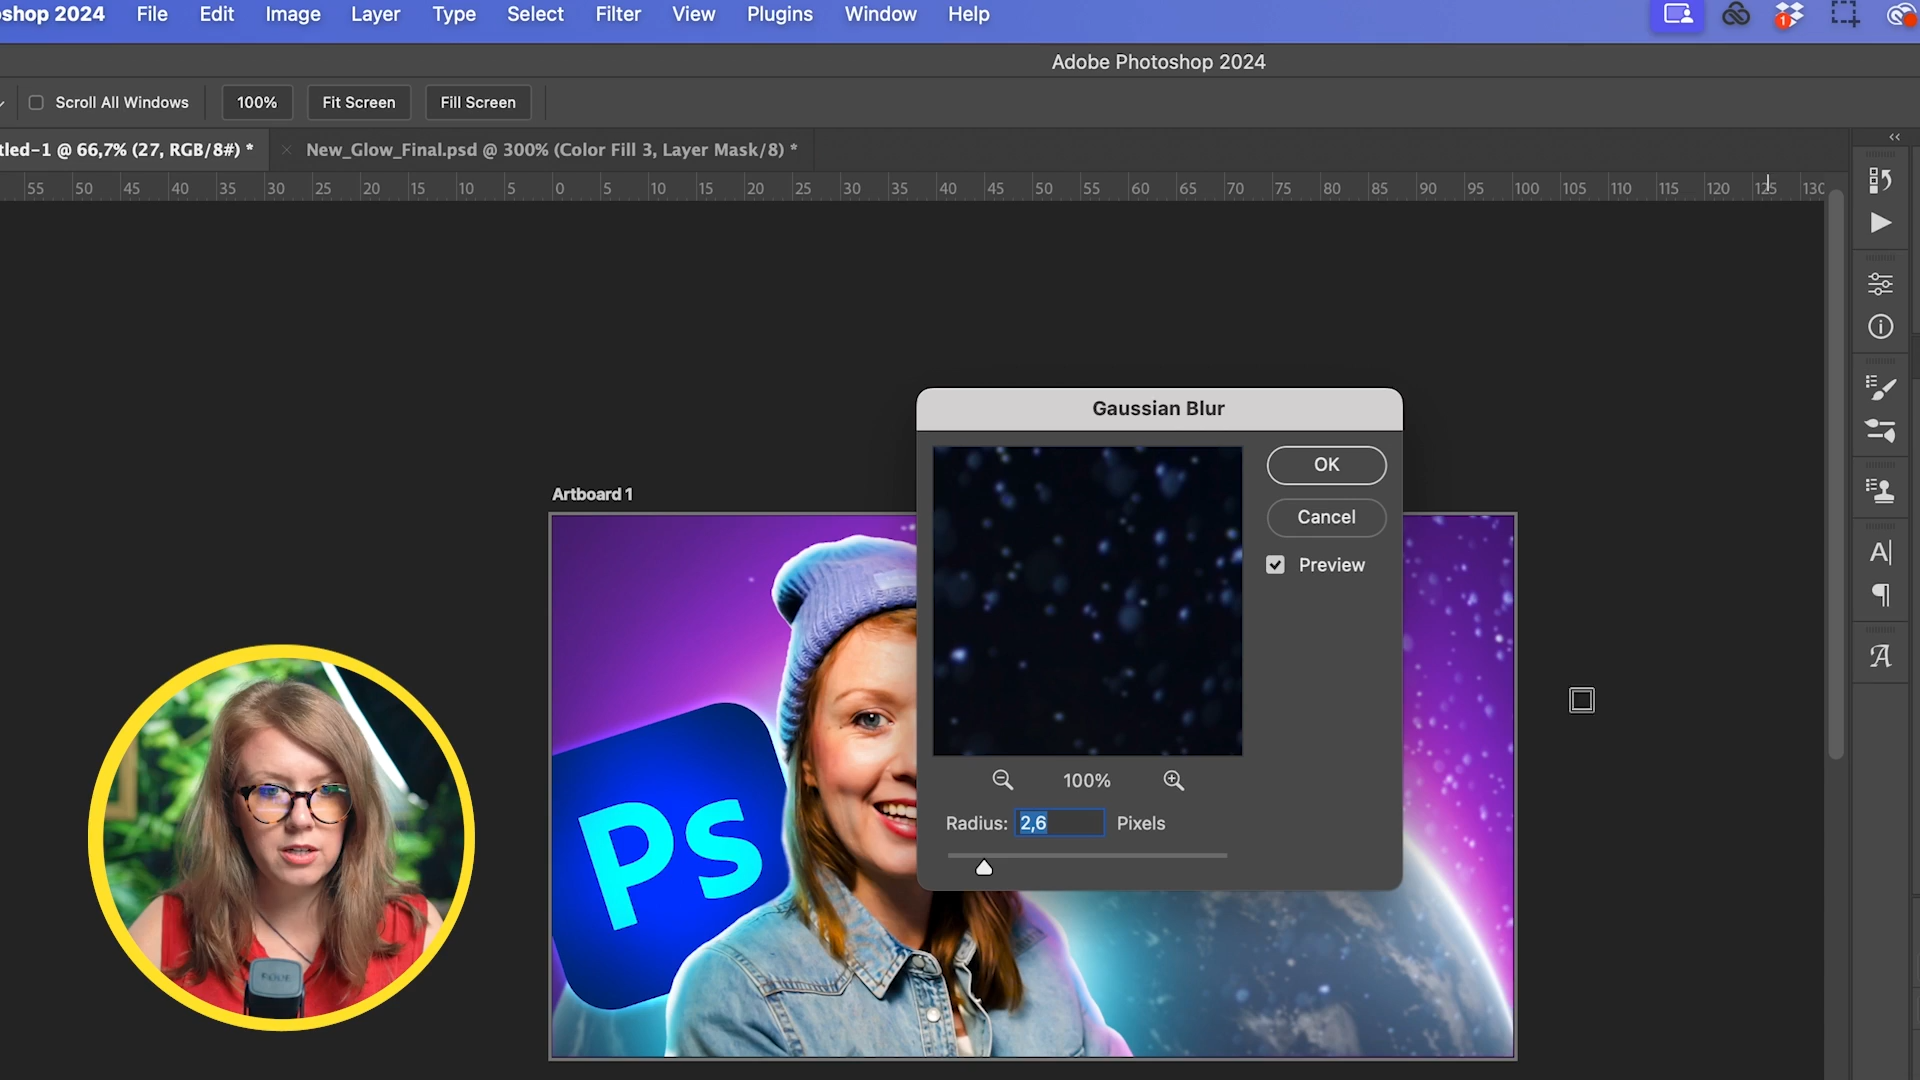 shop 2024 File Edit Image Layer Type Select Filter View Plugins Window Help
1
Adobe Photoshop 2024
Scroll All Windows 100% Fit Screen Fill Screen
tled-1 @ 66,7% (27, RGB/8#) * × New_Glow_Final.psd @ 300% (Color Fill 3, Layer Mask/8) *
55 50 45 40 35 30 25 20 15 10 5 0 5 10 15 20 25 30 35 40 45 50 55 60 65 70 75 80 85 90 95 100 105 110 115 120 125 130
Gaussian Blur
OK
Artboard 1
Cancel
Preview
100%
Ps
Radius: 2,6 Pixels
RODE